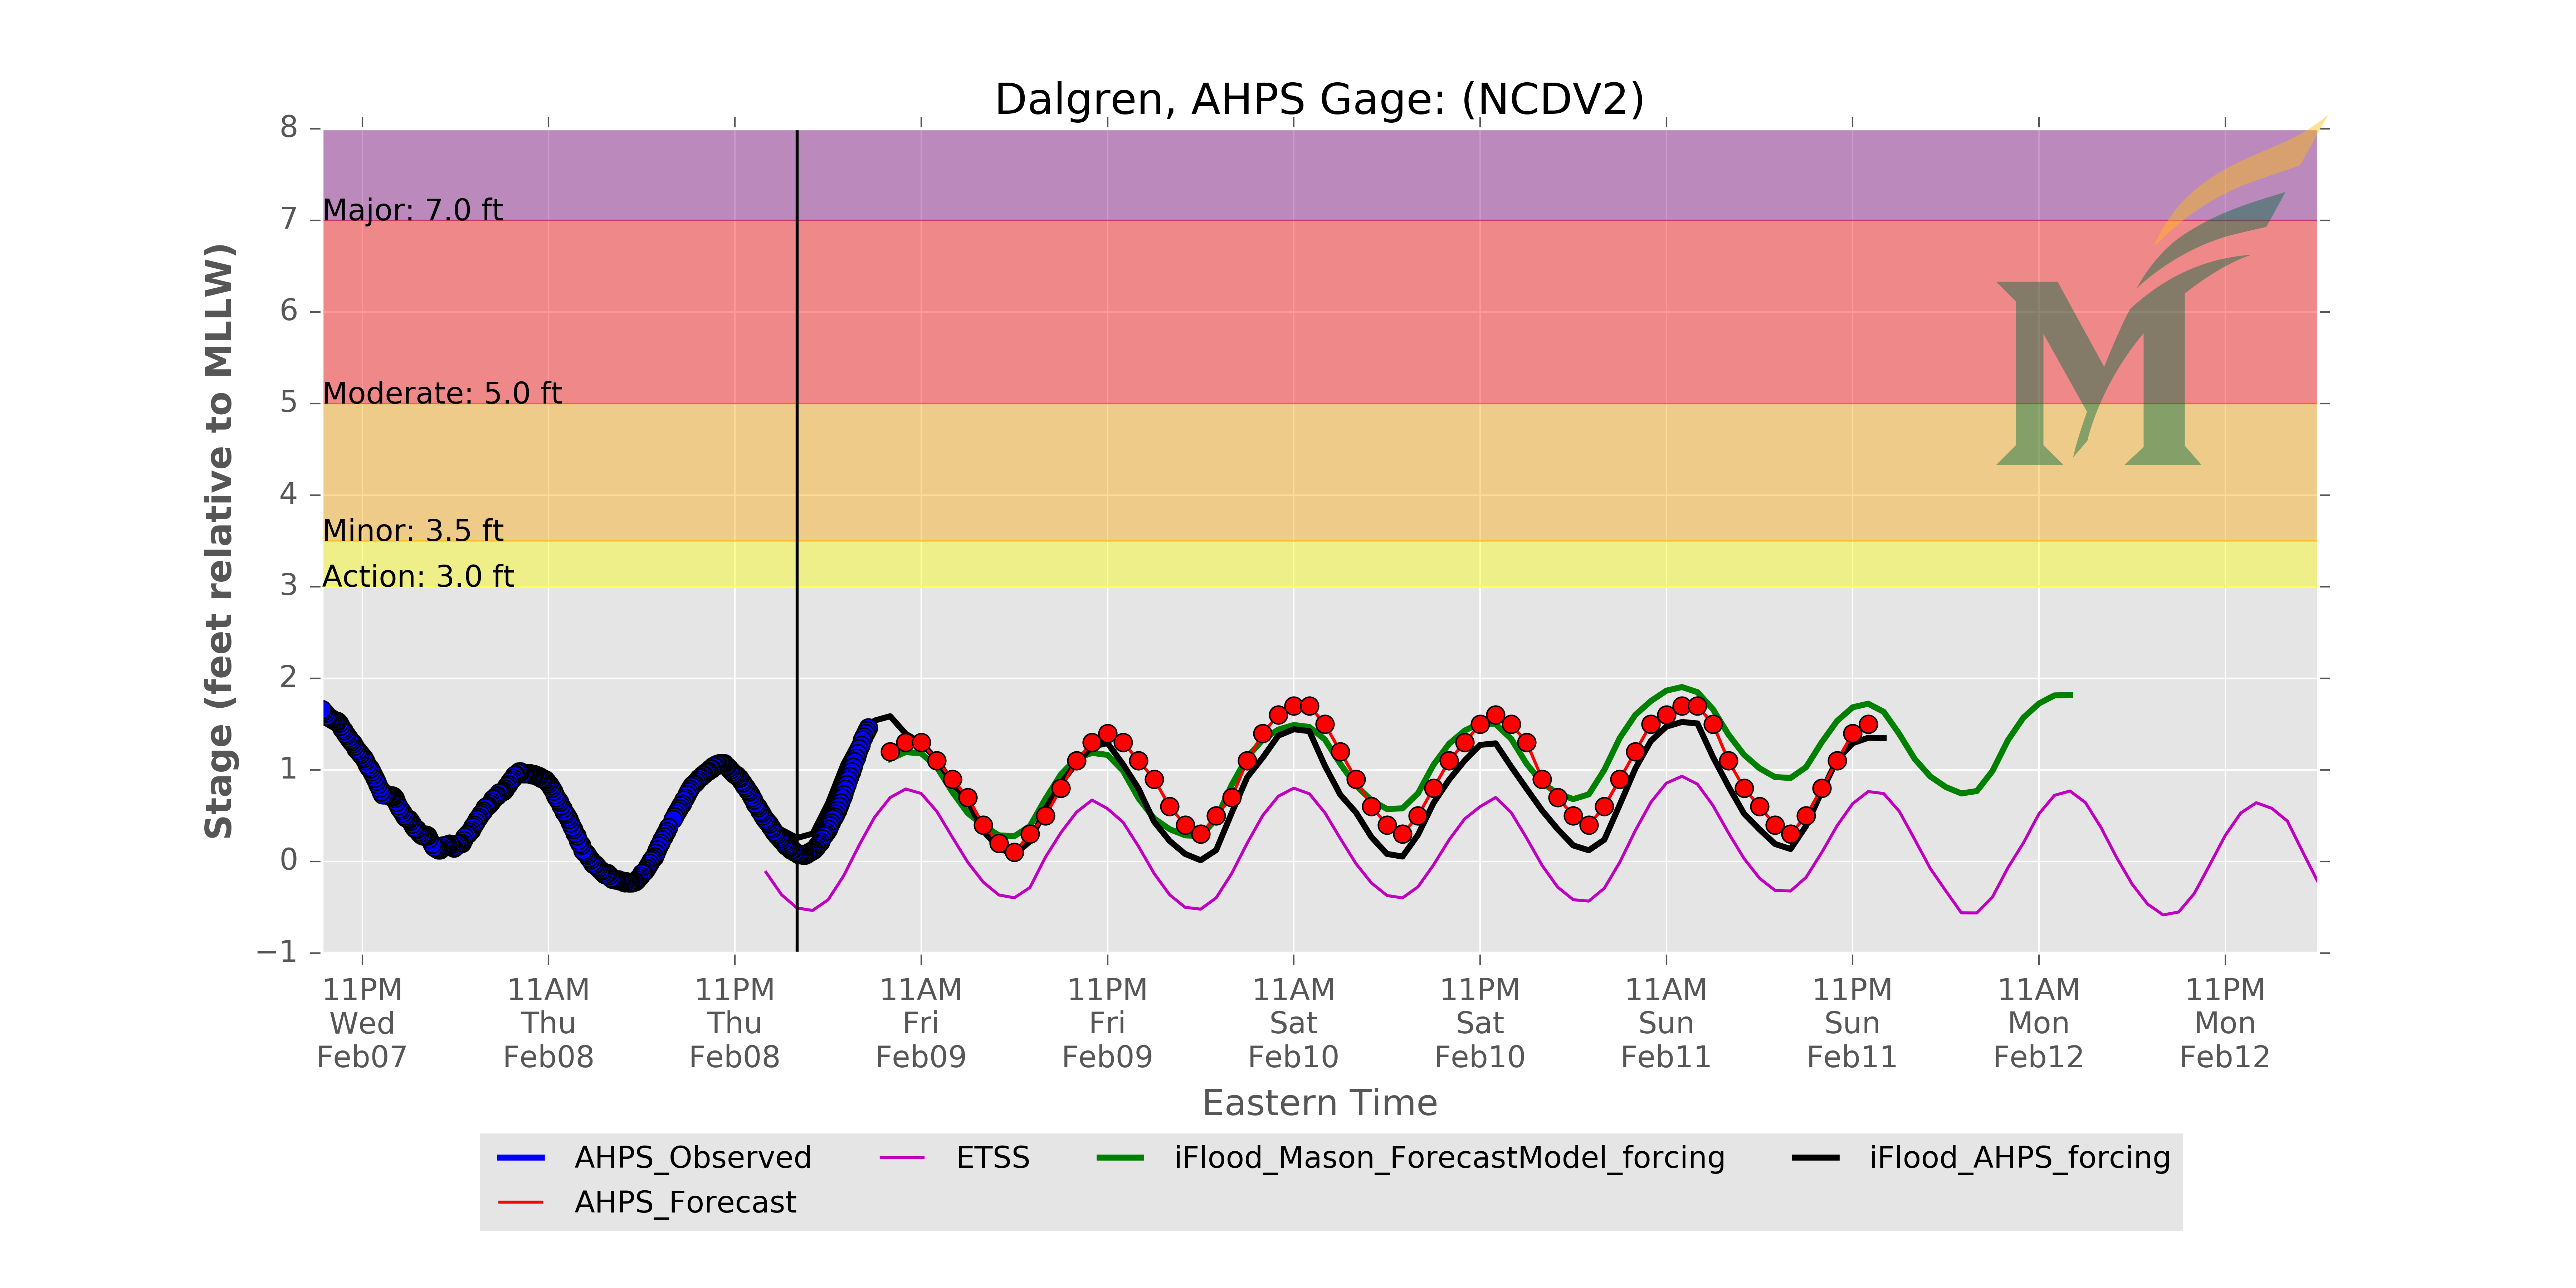 Dalgren, AHPS Gage: (NCDV2)
8
7
6
5
4
3
2
1
0
−1
Stage (feet relative to MLLW)
Major: 7.0 ft
Moderate: 5.0 ft
Minor: 3.5 ft
Action: 3.0 ft
M
11PM Wed Feb07
11AM Thu Feb08
11PM Thu Feb08
11AM Fri Feb09
11PM Fri Feb09
11AM Sat Feb10
11PM Sat Feb10
11AM Sun Feb11
11PM Sun Feb11
11AM Mon Feb12
11PM Mon Feb12
Eastern Time
AHPS_Observed
AHPS_Forecast
ETSS
iFlood_Mason_ForecastModel_forcing
iFlood_AHPS_forcing